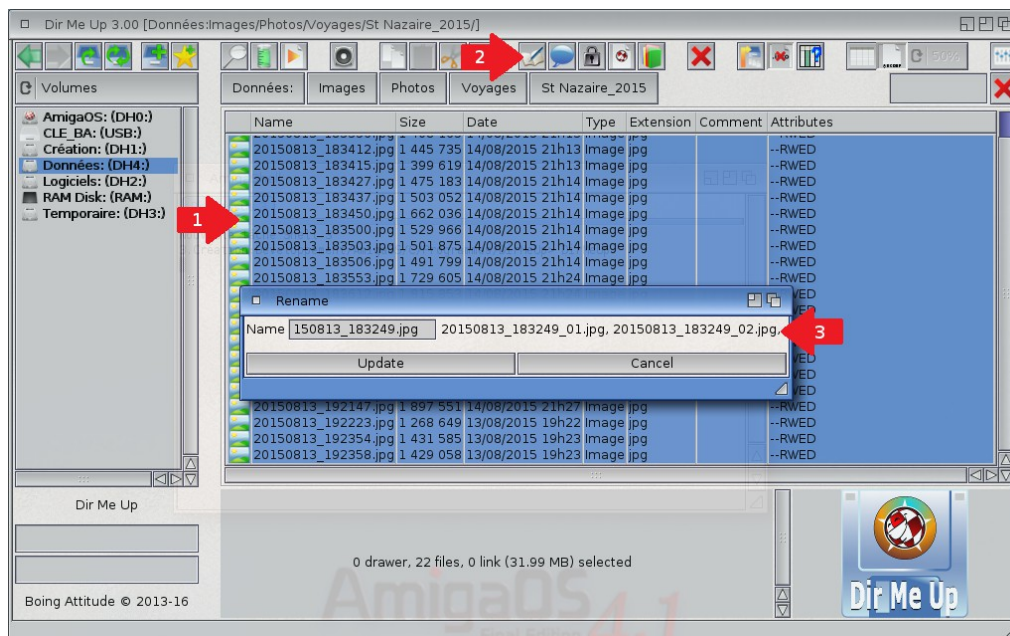 Dir Me Up 3.00 [Données:Images/Photos/Voyages/St Nazaire_2015/]
2
50%
Volumes
Données: Images Photos Voyages St Nazaire_2015
AmigaOS: (DH0:)
CLE_BA: (USB:)
Création: (DH1:)
Données: (DH4:)
Logiciels: (DH2:)
RAM Disk: (RAM:)
Temporaire: (DH3:)
1
Name Size Date Type Extension Comment Attributes
20150813_183412.jpg 1 445 735 14/08/2015 21h13 Image jpg --RWED
20150813_183415.jpg 1 399 619 14/08/2015 21h13 Image jpg --RWED
20150813_183427.jpg 1 475 183 14/08/2015 21h14 Image jpg --RWED
20150813_183437.jpg 1 503 052 14/08/2015 21h14 Image jpg --RWED
20150813_183450.jpg 1 662 036 14/08/2015 21h14 Image jpg --RWED
20150813_183500.jpg 1 529 966 14/08/2015 21h14 Image jpg --RWED
20150813_183503.jpg 1 501 875 14/08/2015 21h14 Image jpg --RWED
20150813_183506.jpg 1 491 799 14/08/2015 21h14 Image jpg --RWED
20150813_183553.jpg 1 729 605 14/08/2015 21h24 Image jpg --RWED
Rename
Name 150813_183249.jpg 20150813_183249_01.jpg, 20150813_183249_02.jpg,
3
Update Cancel
20150813_192147.jpg 1 897 551 14/08/2015 21h27 Image jpg --RWED
20150813_192223.jpg 1 268 649 13/08/2015 19h22 Image jpg --RWED
20150813_192354.jpg 1 431 585 13/08/2015 19h23 Image jpg --RWED
20150813_192358.jpg 1 429 058 13/08/2015 19h23 Image jpg --RWED
Dir Me Up
0 drawer, 22 files, 0 link (31.99 MB) selected
Boing Attitude © 2013-16
AmigaOS 4.1
Final Edition
Dir Me Up